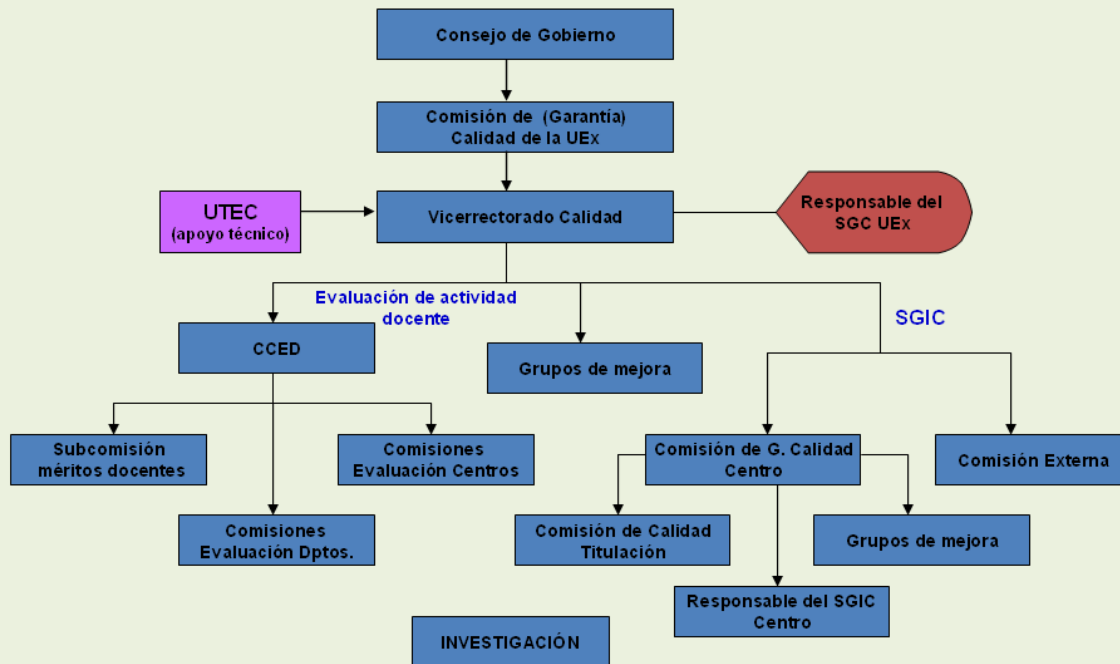 Consejo de Gobierno
Comisión de (Garantía)
Calidad de la UEx
UTEC
(apoyo técnico)
Vicerrectorado Calidad
Responsable del
SGC UEx
Evaluación de actividad
docente
SGIC
CCED
Grupos de mejora
Subcomisión
méritos docentes
Comisiones
Evaluación Centros
Comisión de G. Calidad
Centro
Comisión Externa
Comisiones
Evaluación Dptos.
Comisión de Calidad
Titulación
Grupos de mejora
Responsable del SGIC
Centro
INVESTIGACIÓN